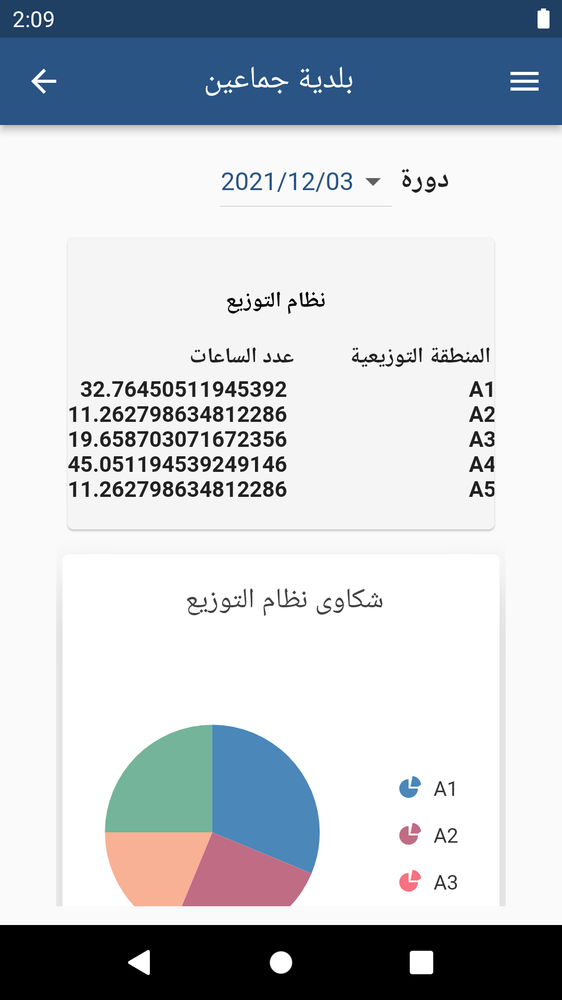 2:09
بلدية جماعين
دورة 2021/12/03
نظام التوزيع
المنطقة التوزيعية عدد الساعات
A1 32.76450511945392
A2 11.262798634812286
A3 19.658703071672356
A4 45.051194539249146
A5 11.262798634812286
شكاوى نظام التوزيع
A1
A2
A3